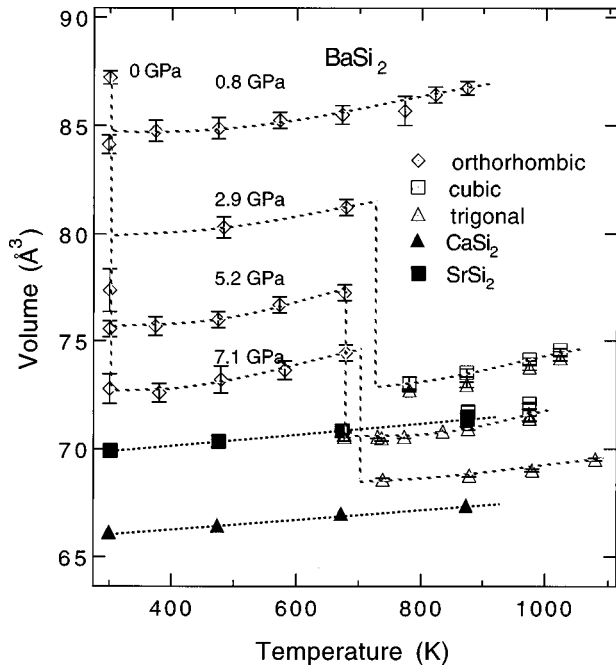 90
0 GPa
0.8 GPa
BaSi₂
85
orthorhombic
cubic
trigonal
CaSi₂
SrSi₂
2.9 GPa
80
5.2 GPa
75
7.1 GPa
70
65
Volume (Å³)
400
600
800
1000
Temperature (K)